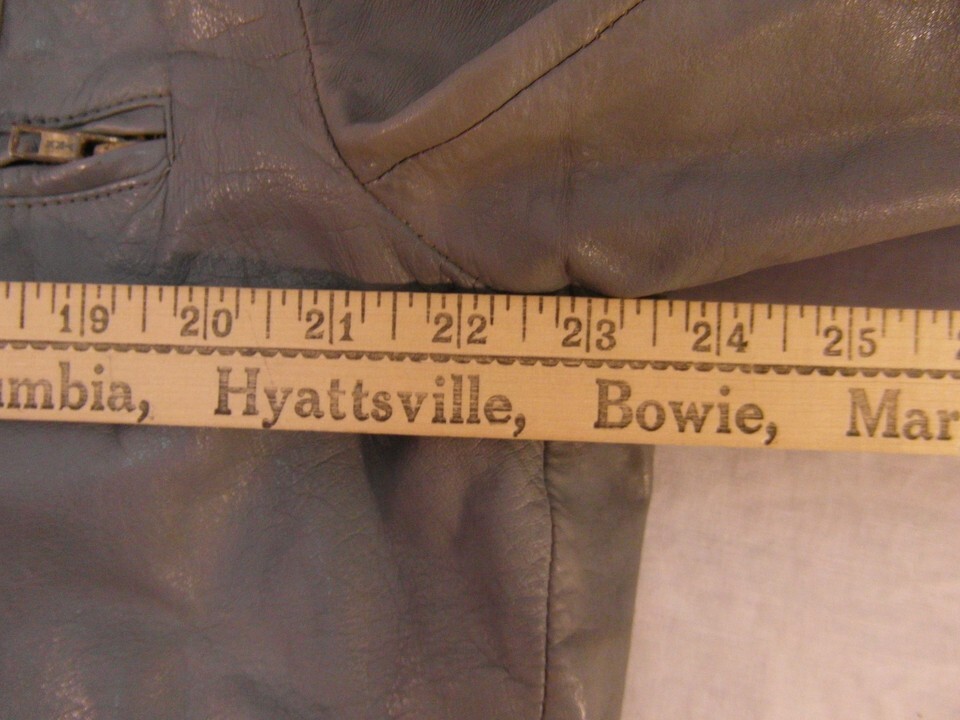 19 20 21 22 23 24 25
umbia, Hyattsville, Bowie, Mar